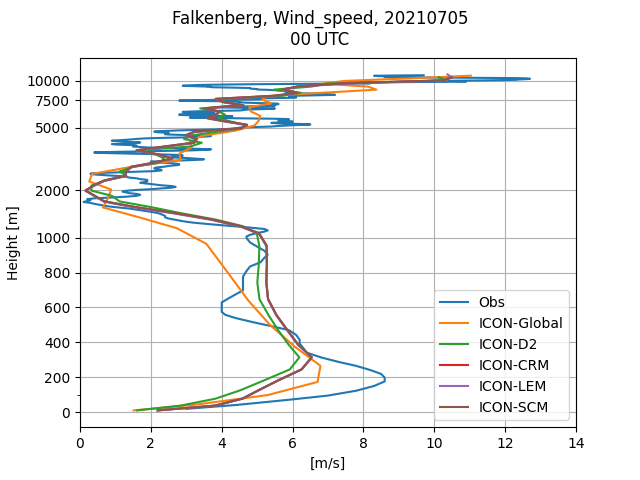 Falkenberg, Wind_speed, 20210705
00 UTC
Height [m]
10000
7500
5000
2000
1000
800
600
400
200
0
0 2 4 6 8 10 12 14
[m/s]
Obs
ICON-Global
ICON-D2
ICON-CRM
ICON-LEM
ICON-SCM